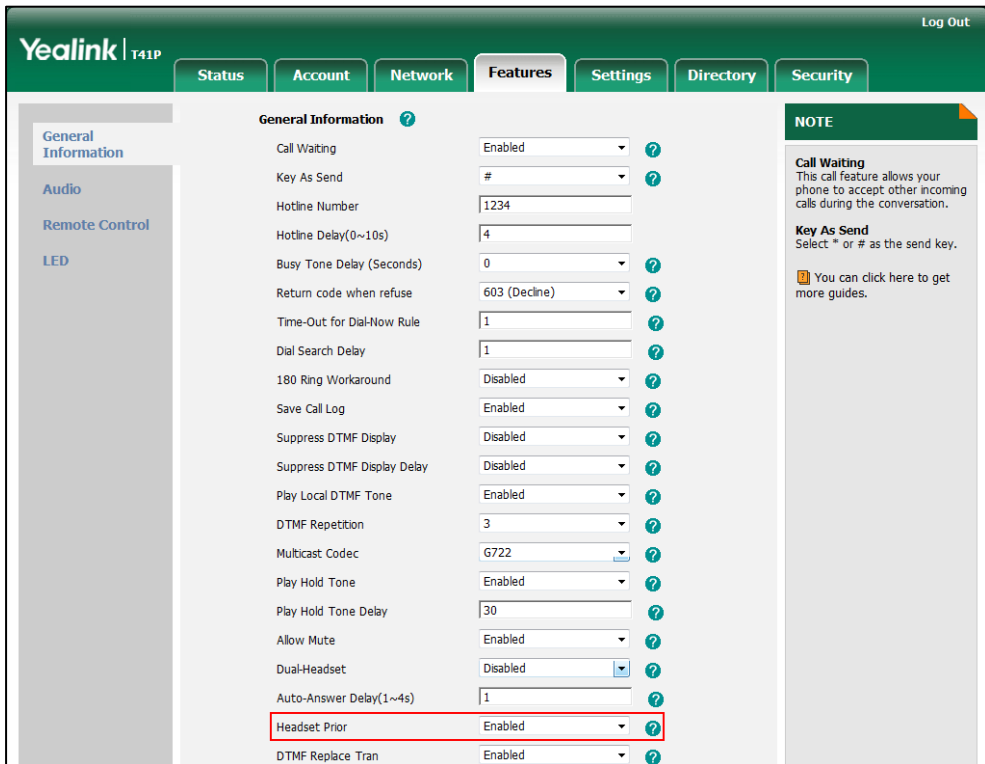 Log Out
Yealink T41P
Status Account Network Features Settings Directory Security
General Information
Audio
Remote Control
LED
General Information ?
Call Waiting Enabled ?
Key As Send # ?
Hotline Number 1234
Hotline Delay(0~10s) 4
Busy Tone Delay (Seconds) 0 ?
Return code when refuse 603 (Decline) ?
Time-Out for Dial-Now Rule 1 ?
Dial Search Delay 1 ?
180 Ring Workaround Disabled ?
Save Call Log Enabled ?
Suppress DTMF Display Disabled ?
Suppress DTMF Display Delay Disabled ?
Play Local DTMF Tone Enabled ?
DTMF Repetition 3 ?
Multicast Codec G722 ?
Play Hold Tone Enabled ?
Play Hold Tone Delay 30 ?
Allow Mute Enabled ?
Dual-Headset Disabled ?
Auto-Answer Delay(1~4s) 1 ?
Headset Prior Enabled ?
DTMF Replace Tran Enabled ?
NOTE
Call Waiting
This call feature allows your
phone to accept other incoming
calls during the conversation.
Key As Send
Select * or # as the send key.
? You can click here to get
more guides.